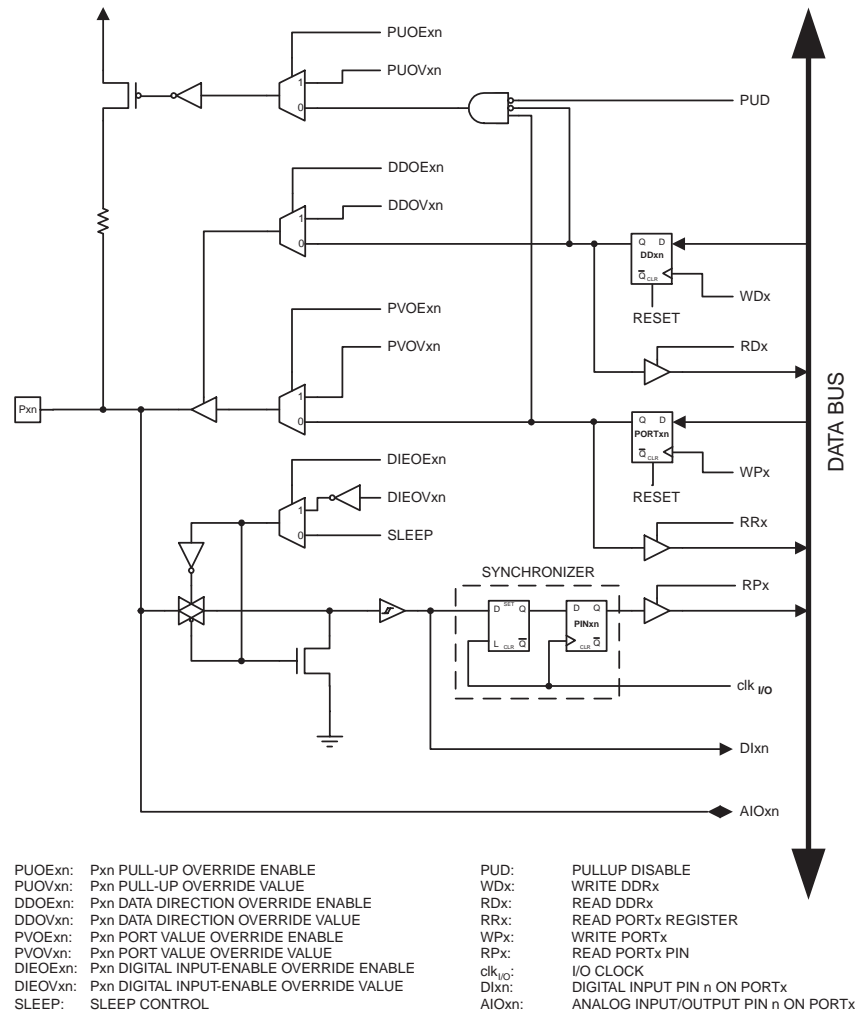 PUOExn
PUOVxn
1
0
PUD
DDOExn
DDOVxn
1
0
Q D
DDxn
Q CLR
WDx
RESET
RDx
PVOExn
PVOVxn
Pxn
1
0
Q D
PORTxn
Q CLR
WPx
RESET
DATA BUS
DIEOExn
DIEOVxn
1
0
SLEEP
RRx
SYNCHRONIZER
RPx
D SET Q
L CLR Q
D Q
PINxn
CLR Q
clk I/O
DIxn
AIOxn
PUOExn: Pxn PULL-UP OVERRIDE ENABLE
PUOVxn: Pxn PULL-UP OVERRIDE VALUE
DDOExn: Pxn DATA DIRECTION OVERRIDE ENABLE
DDOVxn: Pxn DATA DIRECTION OVERRIDE VALUE
PVOExn: Pxn PORT VALUE OVERRIDE ENABLE
PVOVxn: Pxn PORT VALUE OVERRIDE VALUE
DIEOExn: Pxn DIGITAL INPUT-ENABLE OVERRIDE ENABLE
DIEOVxn: Pxn DIGITAL INPUT-ENABLE OVERRIDE VALUE
SLEEP: SLEEP CONTROL
PUD: PULLUP DISABLE
WDx: WRITE DDRx
RDx: READ DDRx
RRx: READ PORTx REGISTER
WPx: WRITE PORTx
RPx: READ PORTx PIN
clkI/O: I/O CLOCK
DIxn: DIGITAL INPUT PIN n ON PORTx
AIOxn: ANALOG INPUT/OUTPUT PIN n ON PORTx